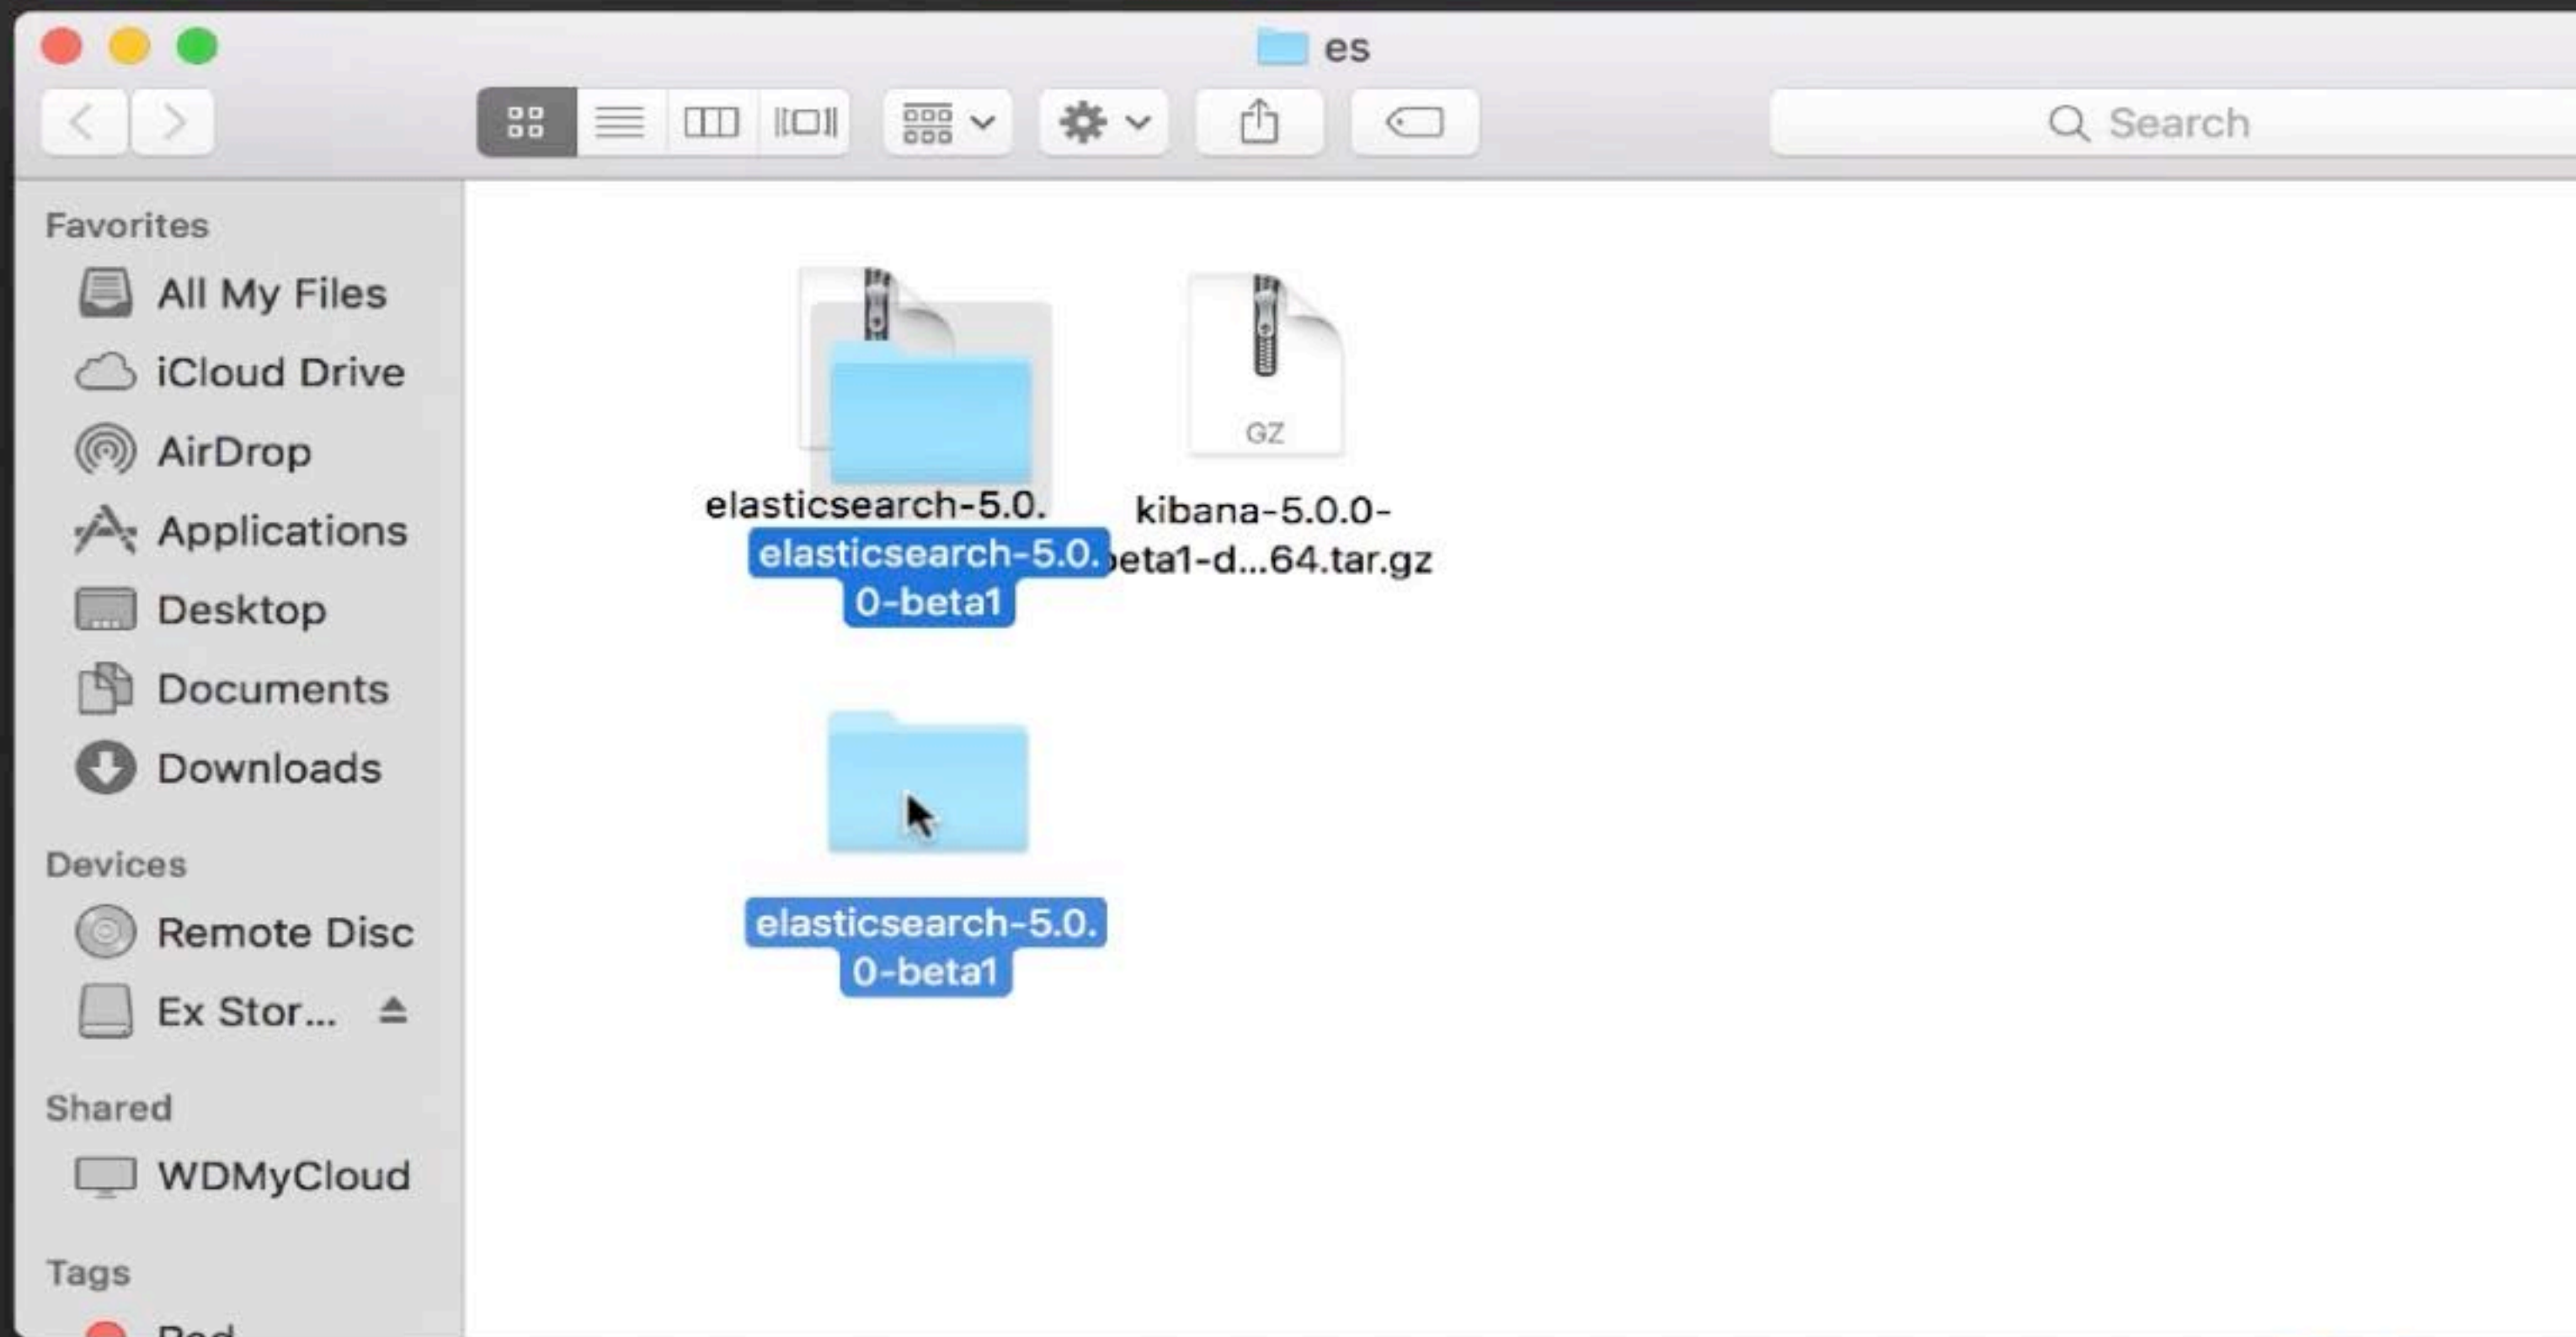 es
Search
Favorites
All My Files
iCloud Drive
AirDrop
Applications
Desktop
Documents
Downloads
Devices
Remote Disc
Ex Stor...
Shared
WDMyCloud
Tags
GZ
elasticsearch-5.0.
elasticsearch-5.0.
0-beta1
kibana-5.0.0-
beta1-d...64.tar.gz
elasticsearch-5.0.
0-beta1